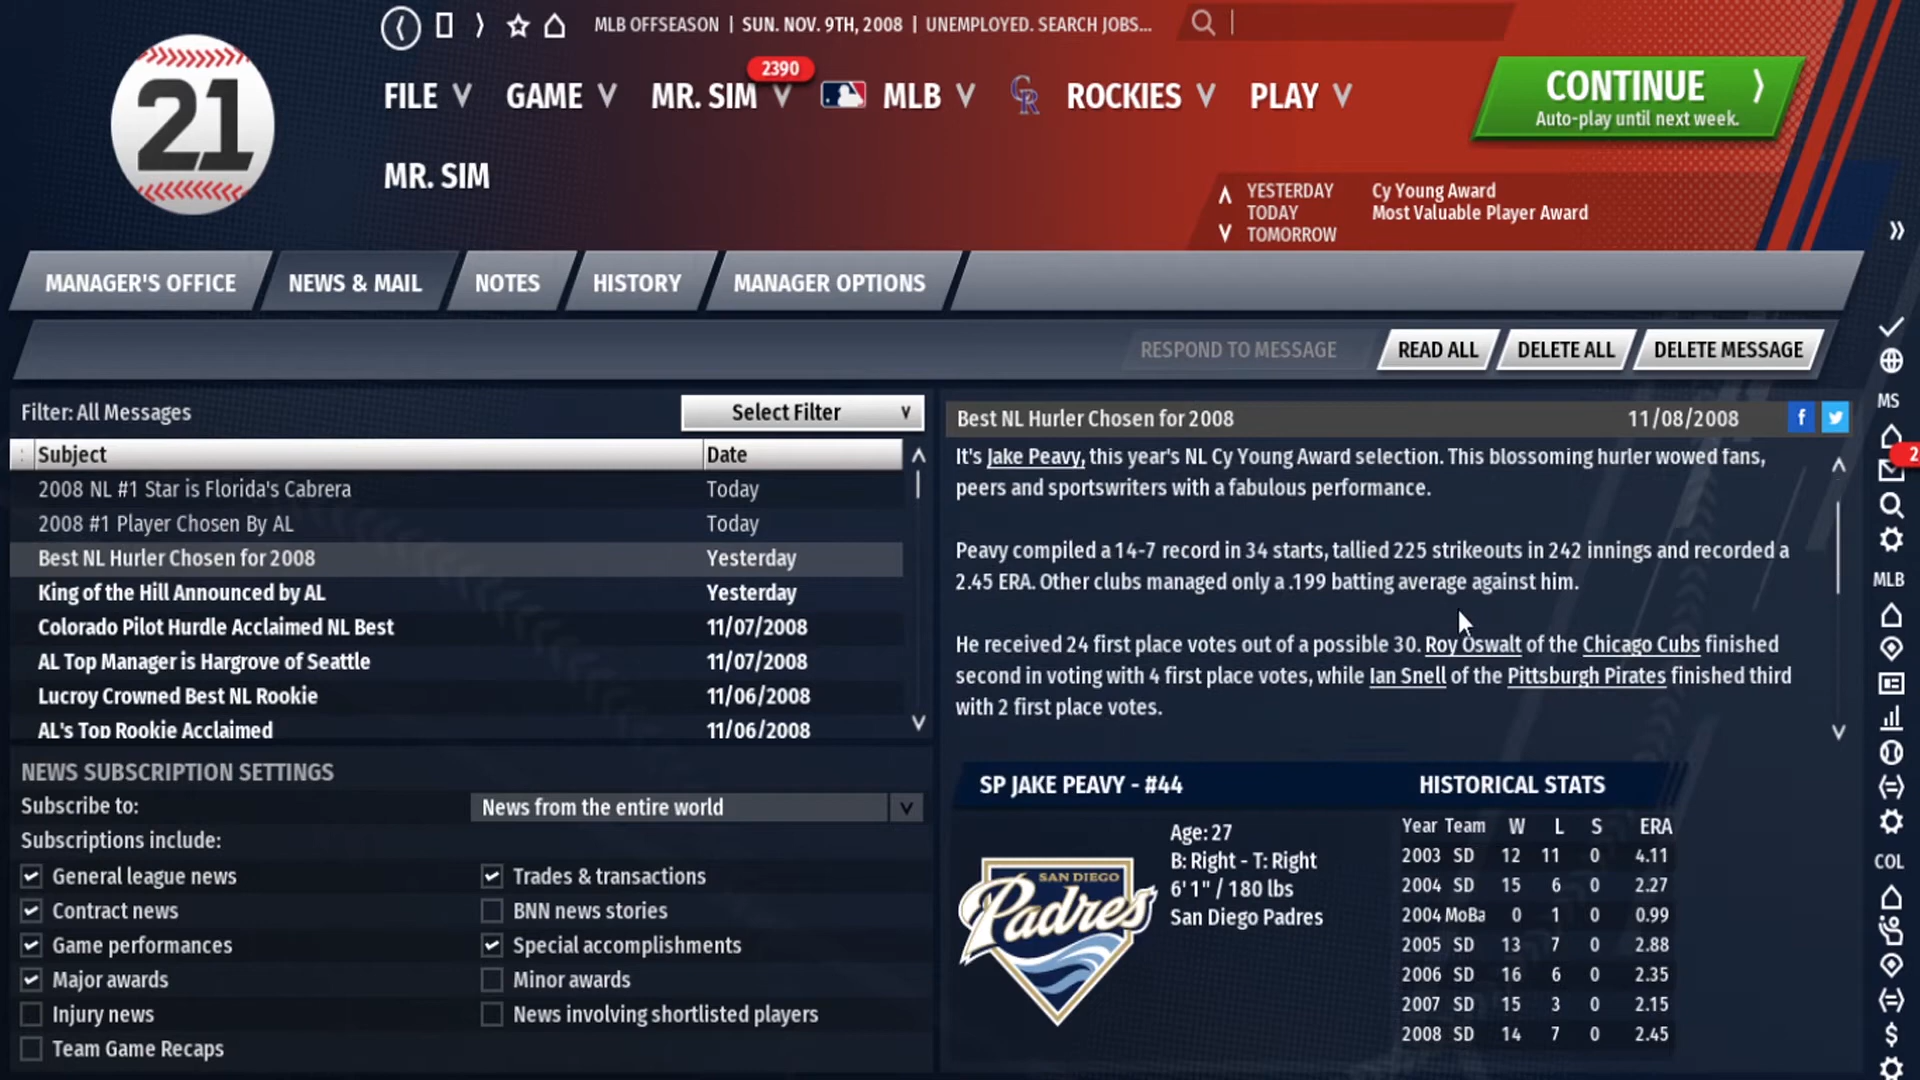 MLB OFFSEASON | SUN. NOV. 9TH, 2008 | UNEMPLOYED. SEARCH JOBS...
21
FILE GAME MR. SIM 2390 MLB ROCKIES PLAY
CONTINUE
Auto-play until next week.
MR. SIM
YESTERDAY Cy Young Award
TODAY Most Valuable Player Award
TOMORROW
MANAGER'S OFFICE NEWS & MAIL NOTES HISTORY MANAGER OPTIONS
RESPOND TO MESSAGE READ ALL DELETE ALL DELETE MESSAGE
Filter: All Messages Select Filter
Subject Date
2008 NL #1 Star is Florida's Cabrera Today
2008 #1 Player Chosen By AL Today
Best NL Hurler Chosen for 2008 Yesterday
King of the Hill Announced by AL Yesterday
Colorado Pilot Hurdle Acclaimed NL Best 11/07/2008
AL Top Manager is Hargrove of Seattle 11/07/2008
Lucroy Crowned Best NL Rookie 11/06/2008
AL's Top Rookie Acclaimed 11/06/2008
NEWS SUBSCRIPTION SETTINGS
Subscribe to: News from the entire world
Subscriptions include:
General league news Trades & transactions
Contract news BNN news stories
Game performances Special accomplishments
Major awards Minor awards
Injury news News involving shortlisted players
Team Game Recaps
Best NL Hurler Chosen for 2008 11/08/2008
It's Jake Peavy, this year's NL Cy Young Award selection. This blossoming hurler wowed fans,
peers and sportswriters with a fabulous performance.
Peavy compiled a 14-7 record in 34 starts, tallied 225 strikeouts in 242 innings and recorded a
2.45 ERA. Other clubs managed only a .199 batting average against him.
He received 24 first place votes out of a possible 30. Roy Oswalt of the Chicago Cubs finished
second in voting with 4 first place votes, while Ian Snell of the Pittsburgh Pirates finished third
with 2 first place votes.
SP JAKE PEAVY - #44
SAN DIEGO
Padres
Age: 27
B: Right - T: Right
6' 1" / 180 lbs
San Diego Padres
HISTORICAL STATS
Year Team W L S ERA
2003 SD 12 11 0 4.11
2004 SD 15 6 0 2.27
2004 MoBa 0 1 0 0.99
2005 SD 13 7 0 2.88
2006 SD 16 6 0 2.35
2007 SD 15 3 0 2.15
2008 SD 14 7 0 2.45
MS
2
MLB
COL